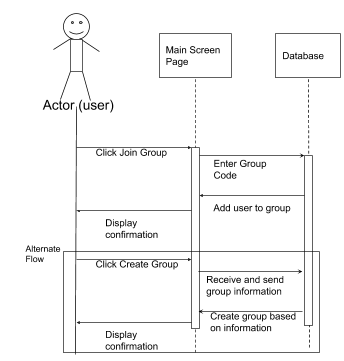 Main Screen
Page
Database
Actor (user)
Click Join Group
Enter Group
Code
Add user to group
Display
confirmation
Alternate
Flow
Click Create Group
Receive and send
group information
Create group based
on information
Display
confirmation